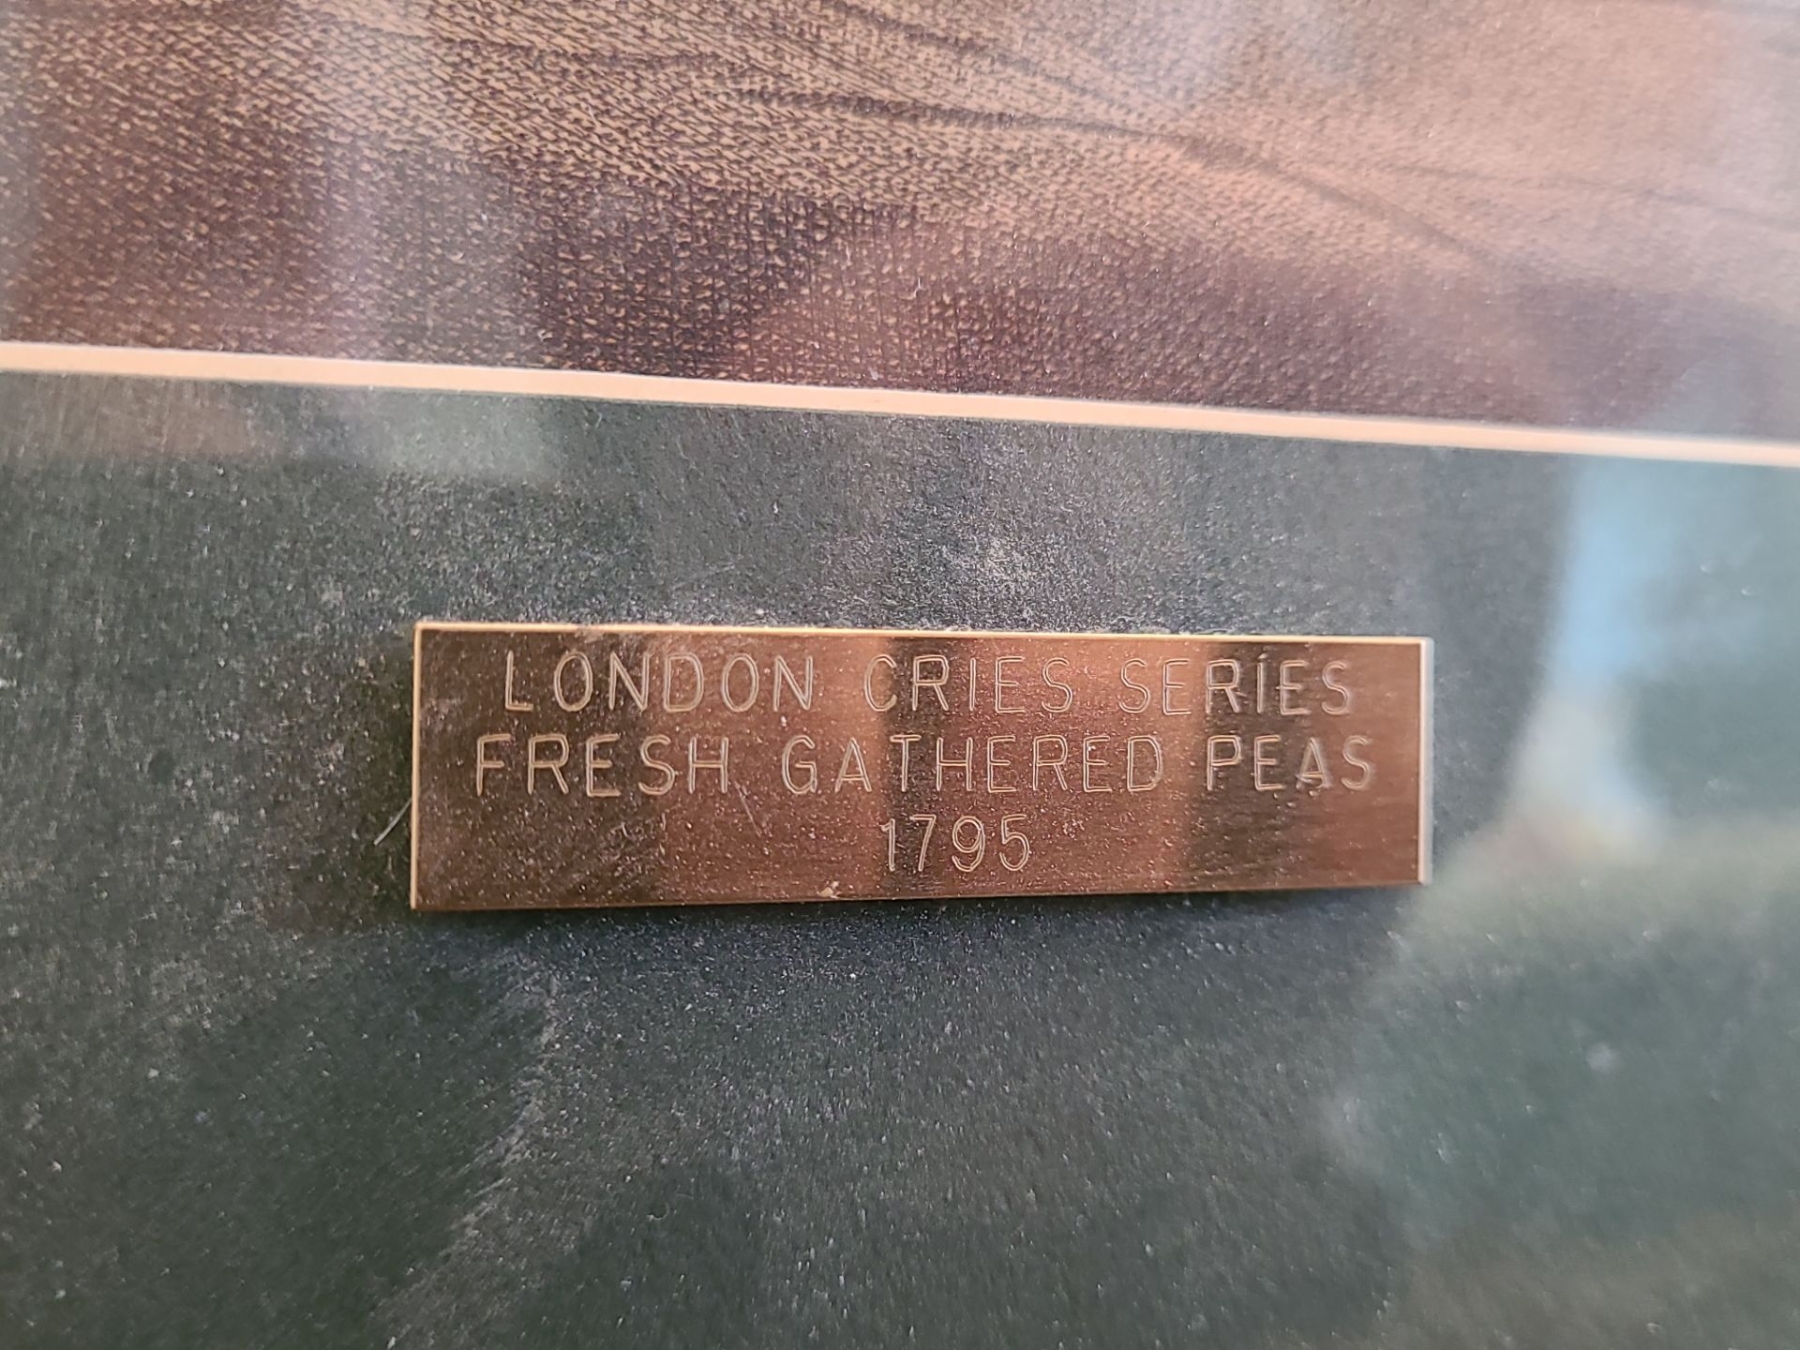 LONDON CRIES SERIES
FRESH GATHERED PEAS
1795